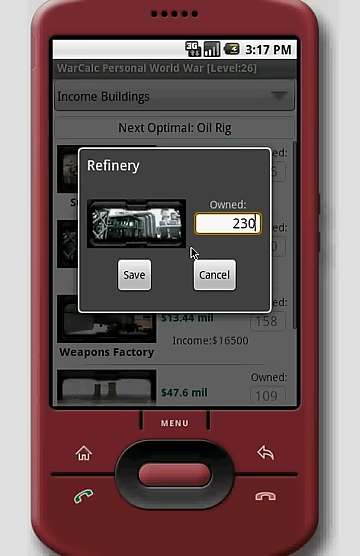 3G 3:17 PM
WarCalc Personal World War [Level:26]
Income Buildings
Next Optimal: Oil Rig
Refinery
Owned:
230
Save
Cancel
$13.44 mil
158
Income:$16500
Weapons Factory
Owned:
$47.6 mil
109
MENU